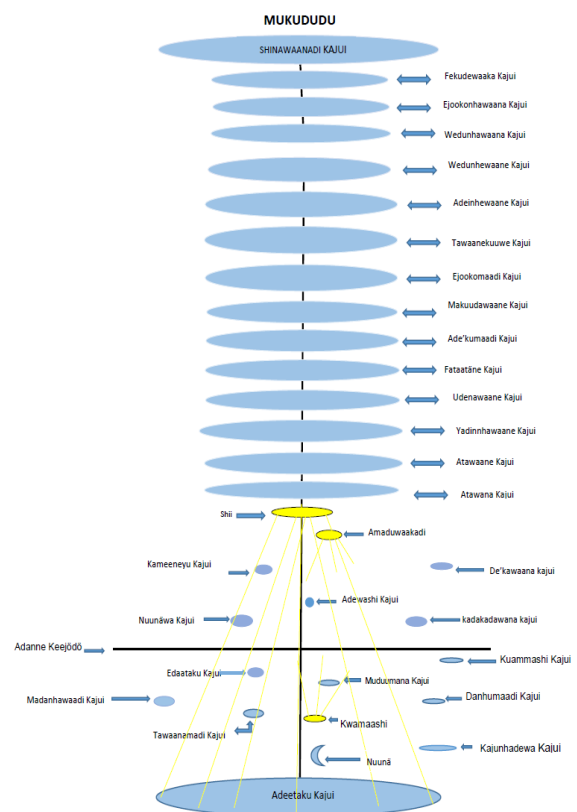 MUKUDUDU
SHINAWAANADI KAJUI
Fekudewaaka Kajui
Ejookonhawaana Kajui
Wedunhawaana Kajui
Wedunhewaane Kajui
Adeinhewaane Kajui
Tawaanekuuwe Kajui
Ejookomaadi Kajui
Makuudawaane Kajui
Ade'kumaadi Kajui
Fataatäne Kajui
Udenawaane Kajui
Yadinnhawaane Kajui
Atawaane Kajui
Atawana Kajui
Shii
Amaduwaakadi
Kameeneyu Kajui
De'kawaana kajui
Adewashi Kajui
Nuunäwa Kajui
kadakadawana kajui
Adanne Keejödö
Kuammashi Kajui
Edaataku Kajui
Muduumana Kajui
Madanhawaadi Kajui
Danhumaadi Kajui
Kwamaashi
Tawaanamadi Kajui
Kajunhadewa Kajui
Nuunä
Adeetaku Kajui